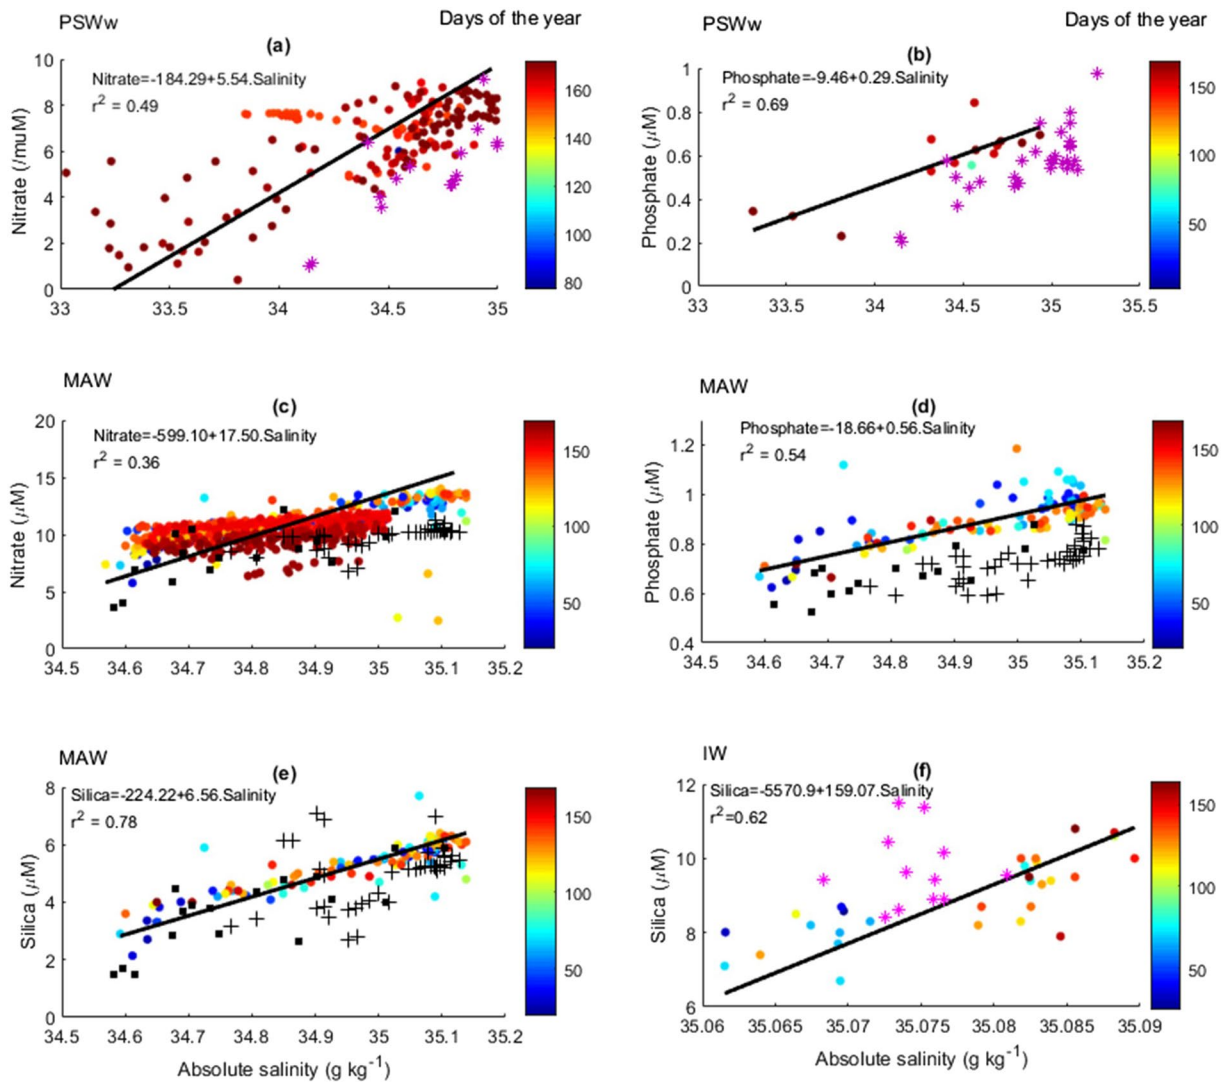 PSWw
Days of the year
(a)
Nitrate=-184.29+5.54.Salinity
r² = 0.49
Nitrate (/muM)
10
8
6
4
2
0
33
33.5
34
34.5
35
160
140
120
100
80
PSWw
Days of the year
(b)
Phosphate=-9.46+0.29.Salinity
r² = 0.69
Phosphate (μM)
1
0.8
0.6
0.4
0.2
0
33
33.5
34
34.5
35
35.5
150
100
50
MAW
(c)
Nitrate=-599.10+17.50.Salinity
r² = 0.36
Nitrate (μM)
20
15
10
5
0
34.5
34.6
34.7
34.8
34.9
35
35.1
35.2
150
100
50
MAW
(d)
Phosphate=-18.66+0.56.Salinity
r² = 0.54
Phosphate (μM)
1.2
1
0.8
0.6
0.4
34.5
34.6
34.7
34.8
34.9
35
35.1
35.2
150
100
50
MAW
(e)
Silica=-224.22+6.56.Salinity
r² = 0.78
Silica (μM)
8
6
4
2
0
34.5
34.6
34.7
34.8
34.9
35
35.1
35.2
Absolute salinity (g kg⁻¹)
150
100
50
IW
(f)
Silica=-5570.9+159.07.Salinity
r²=0.62
Silica (μM)
12
10
8
6
35.06
35.065
35.07
35.075
35.08
35.085
35.09
Absolute salinity (g kg⁻¹)
150
100
50